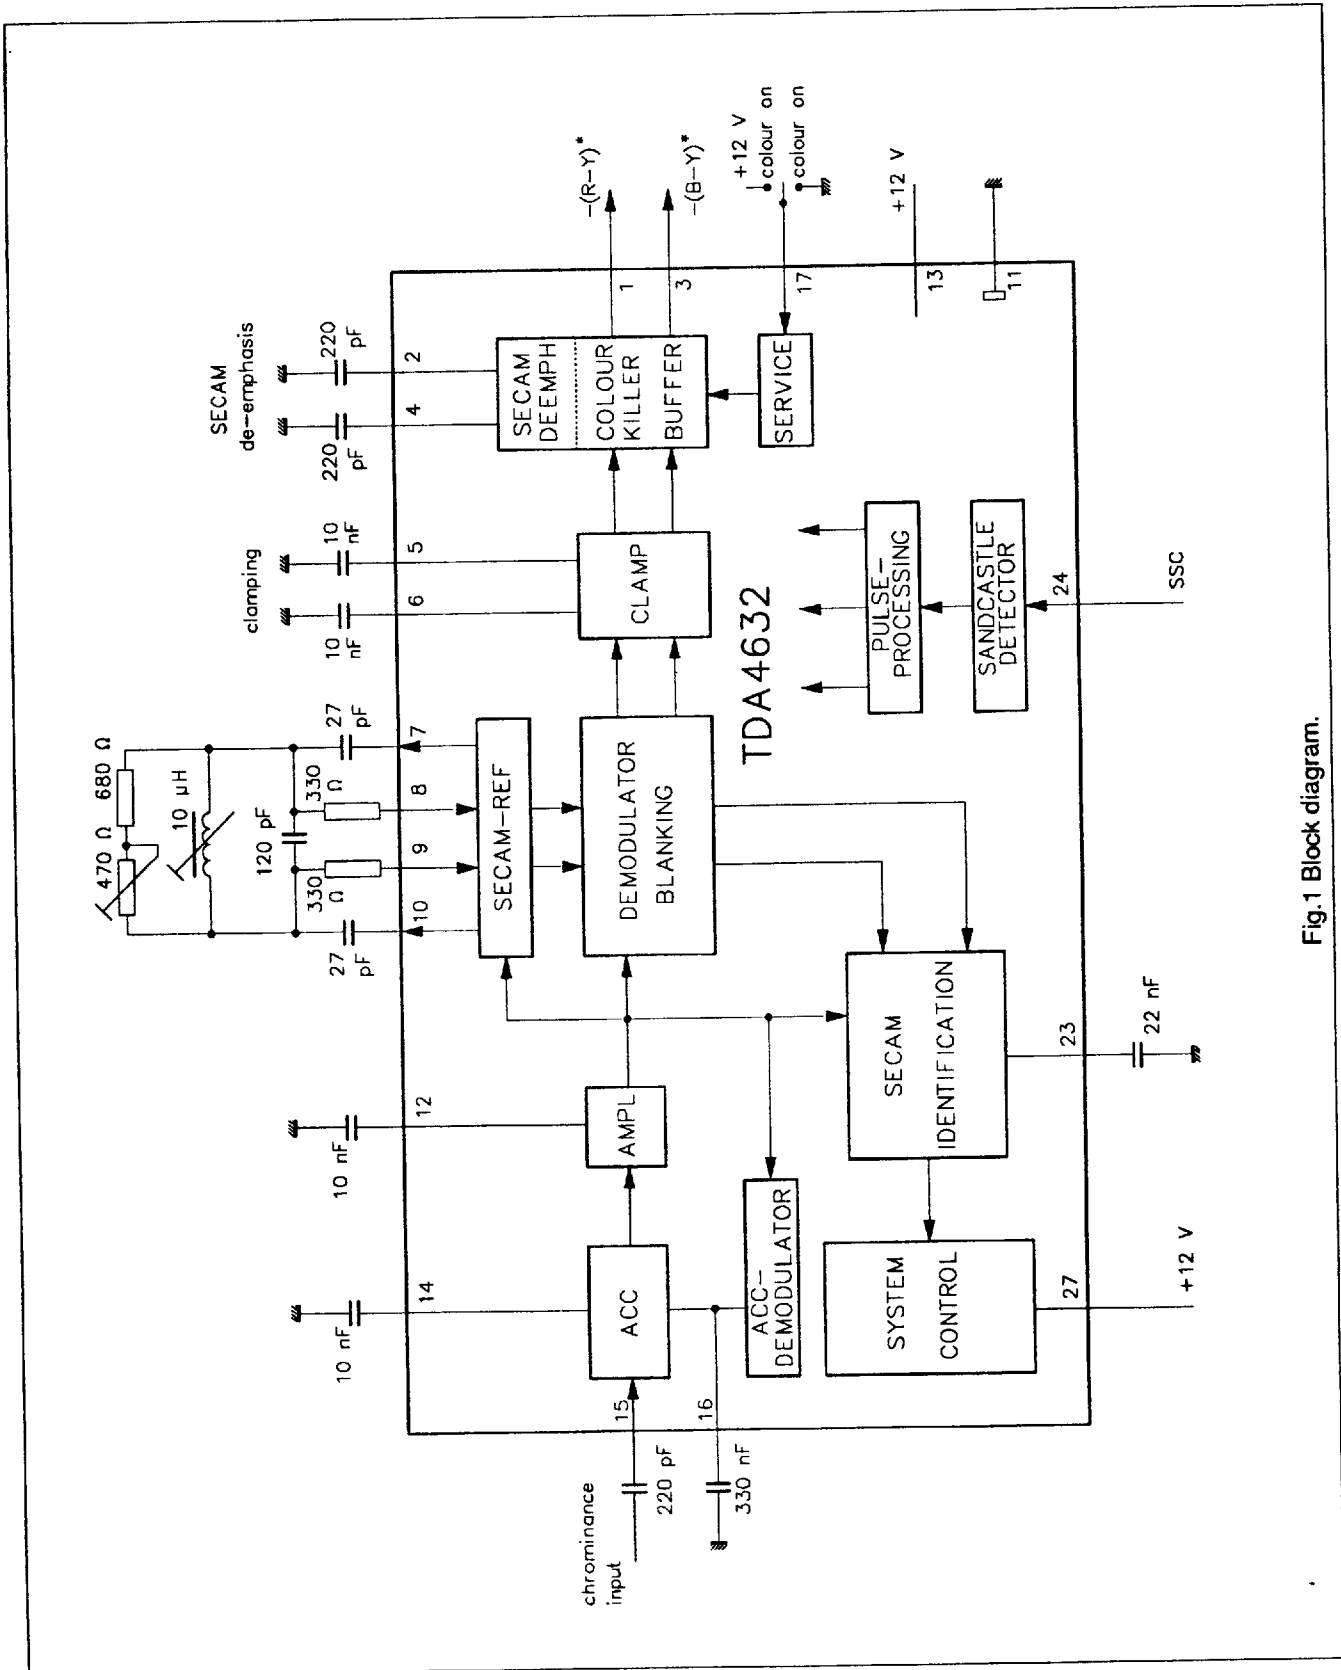 SECAM
de-emphasis
clamping
470 Ω
680 Ω
10 µH
120 pF
330
Ω
330
Ω
27
pF
27
pF
10 nF
10 nF
10
nF
10
nF
220
pF
220
pF
14
12
10
9
8
7
6
5
4
2
chrominance
input
220 pF
15
330 nF
16
ACC
AMPL
SECAM-REF
DEMODULATOR
BLANKING
CLAMP
SECAM
DEEMPH
COLOUR
KILLER
BUFFER
1
-(R-Y)*
3
-(B-Y)*
17
+12 V
colour on
colour on
SERVICE
TDA4632
ACC-
DEMODULATOR
SYSTEM
CONTROL
SECAM
IDENTIFICATION
PULSE-
PROCESSING
SANDCASTLE
DETECTOR
13
+12 V
11
27
+12 V
23
22 nF
24
SSC
Fig.1 Block diagram.